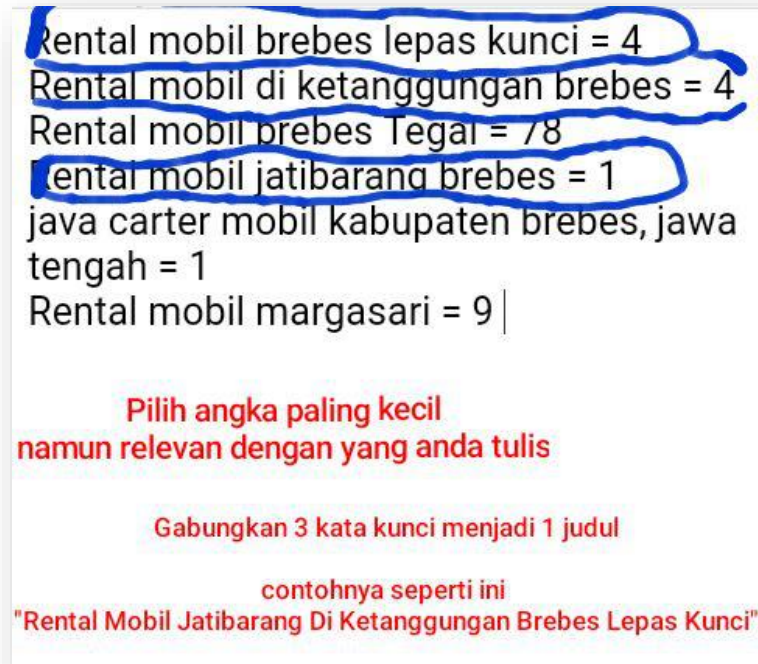 Rental mobil brebes lepas kunci = 4
Rental mobil di ketanggungan brebes = 4
Rental mobil brebes Tegal = 78
Rental mobil jatibarang brebes = 1
java carter mobil kabupaten brebes, jawa
tengah = 1
Rental mobil margasari = 9
Pilih angka paling kecil
namun relevan dengan yang anda tulis
Gabungkan 3 kata kunci menjadi 1 judul
contohnya seperti ini
"Rental Mobil Jatibarang Di Ketanggungan Brebes Lepas Kunci"